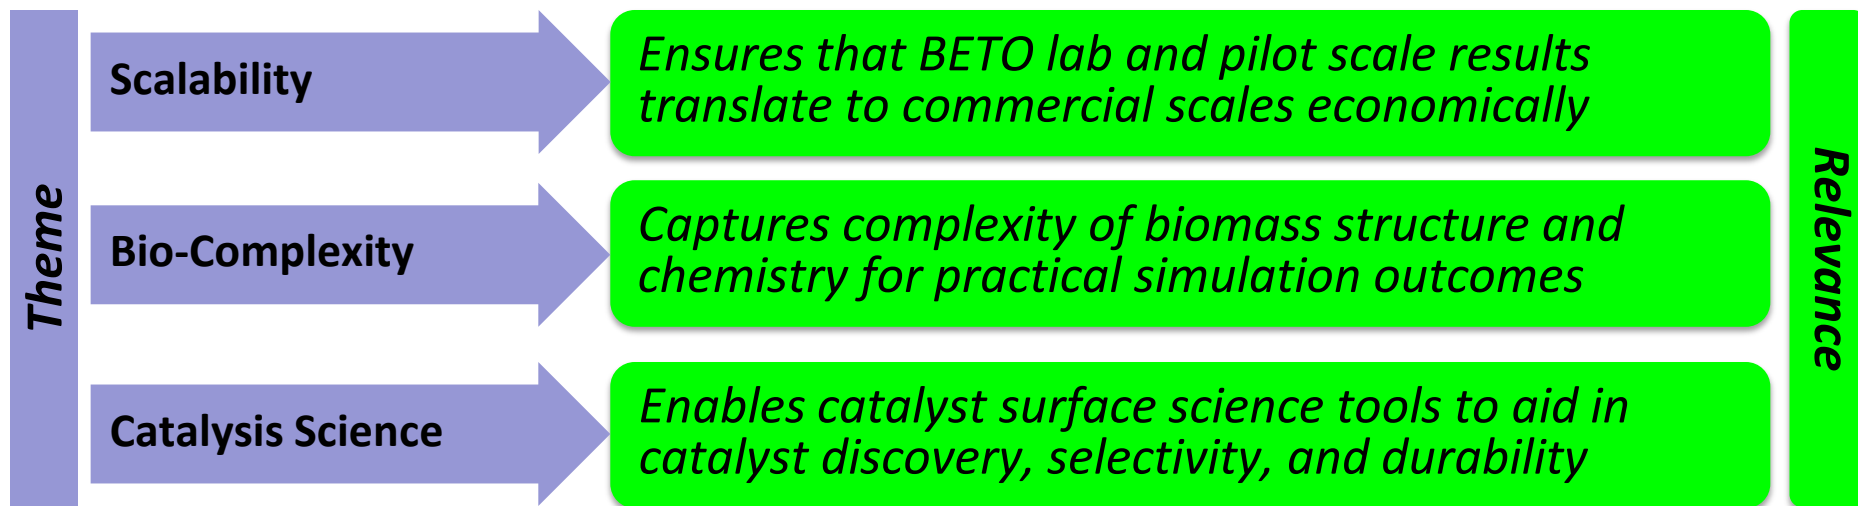 Theme
Scalability
Ensures that BETO lab and pilot scale results
translate to commercial scales economically
Bio-Complexity
Captures complexity of biomass structure and
chemistry for practical simulation outcomes
Catalysis Science
Enables catalyst surface science tools to aid in
catalyst discovery, selectivity, and durability
Relevance